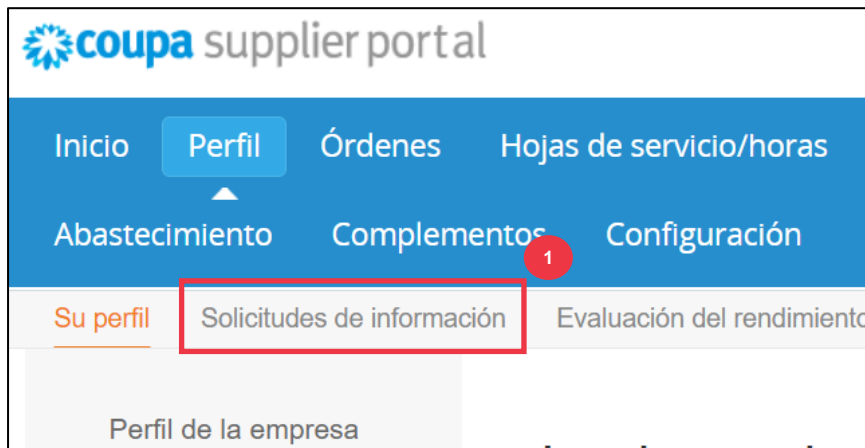 coupa supplier portal
Inicio Perfil Órdenes Hojas de servicio/horas
Abastecimiento Complementos Configuración
1
Su perfil Solicitudes de información Evaluación del rendimiento
Perfil de la empresa